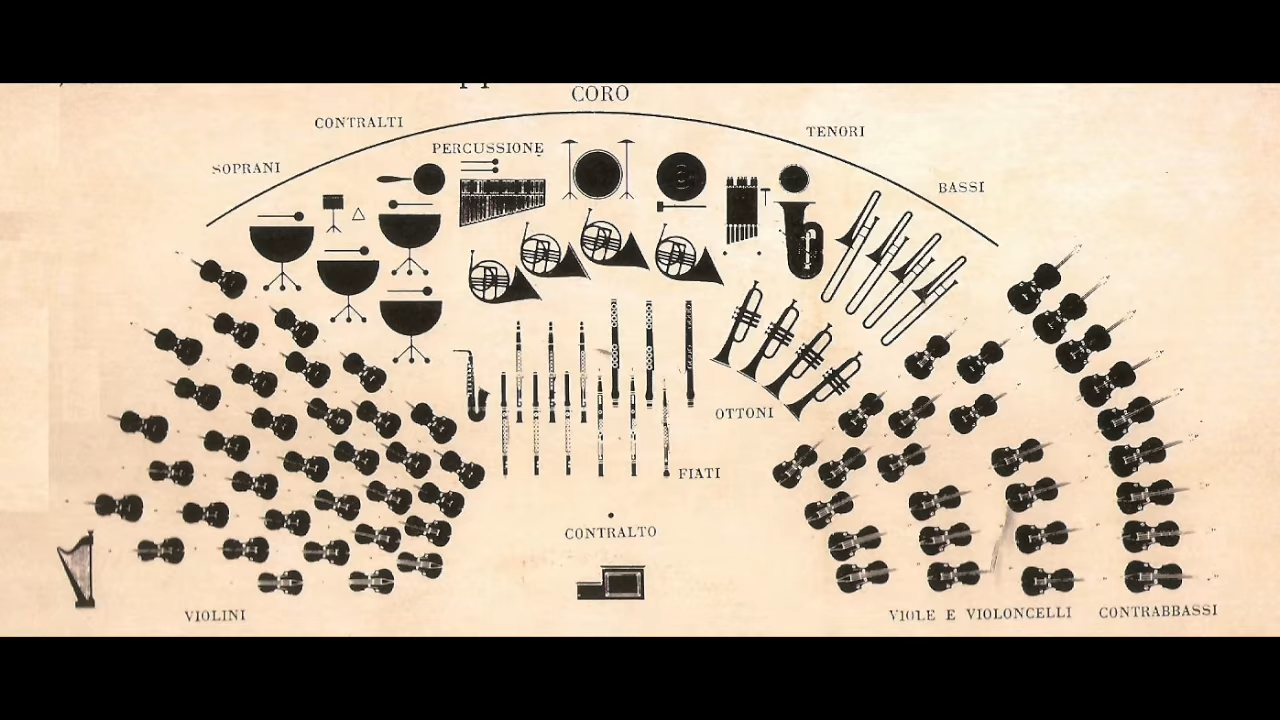 CORO
CONTRALTI
TENORI
PERCUSSIONE
SOPRANI
BASSI
OTTONI
FIATI
CONTRALTO
VIOLINI
VIOLE E VIOLONCELLI
CONTRABBASSI